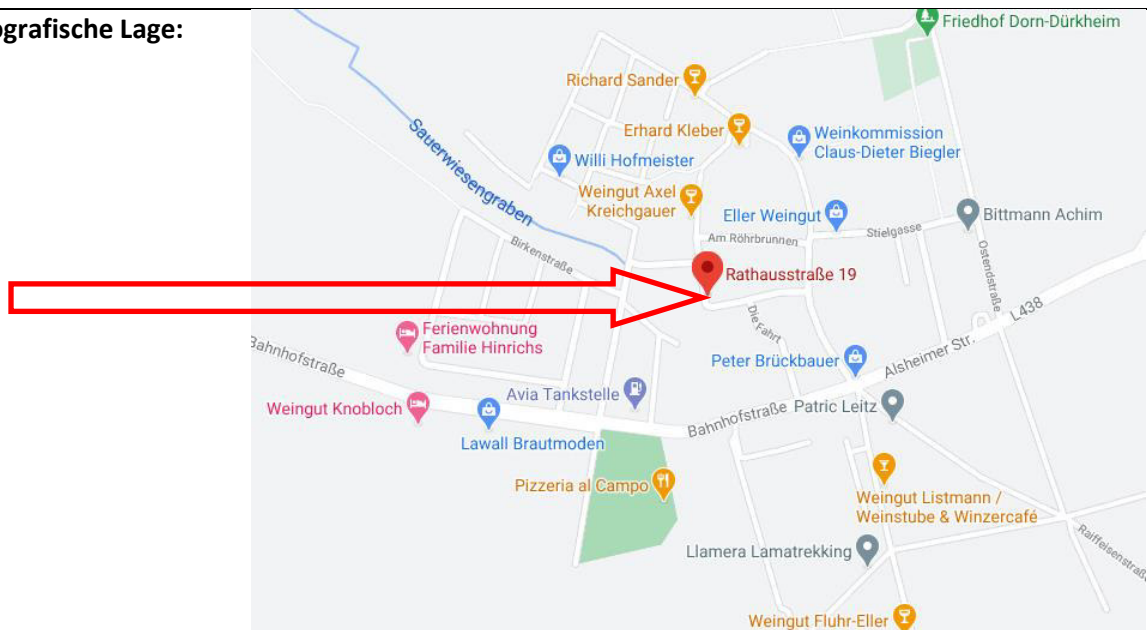 ografische Lage:
Friedhof Dorn-Dürkheim
Richard Sander
Erhard Kleber
Weinkommission
Claus-Dieter Biegler
Sauerwiesengraben
Willi Hofmeister
Weingut Axel
Kreichgauer
Eller Weingut
Bittmann Achim
Stielgasse
Am Röhrbrunnen
Birkenstraße
Ostendstraße
Rathausstraße 19
L438
Die Fahrt
Ferienwohnung
Familie Hinrichs
Bahnhofstraße
Peter Brückbauer
Alsheimer Str.
Avia Tankstelle
Weingut Knobloch
Patric Leitz
Bahnhofstraße
Lawall Brautmoden
Pizzeria al Campo
Weingut Listmann /
Weinstube & Winzercafé
Raiffeisenstraße
Llamera Lamatrekking
Weingut Fluhr-Eller